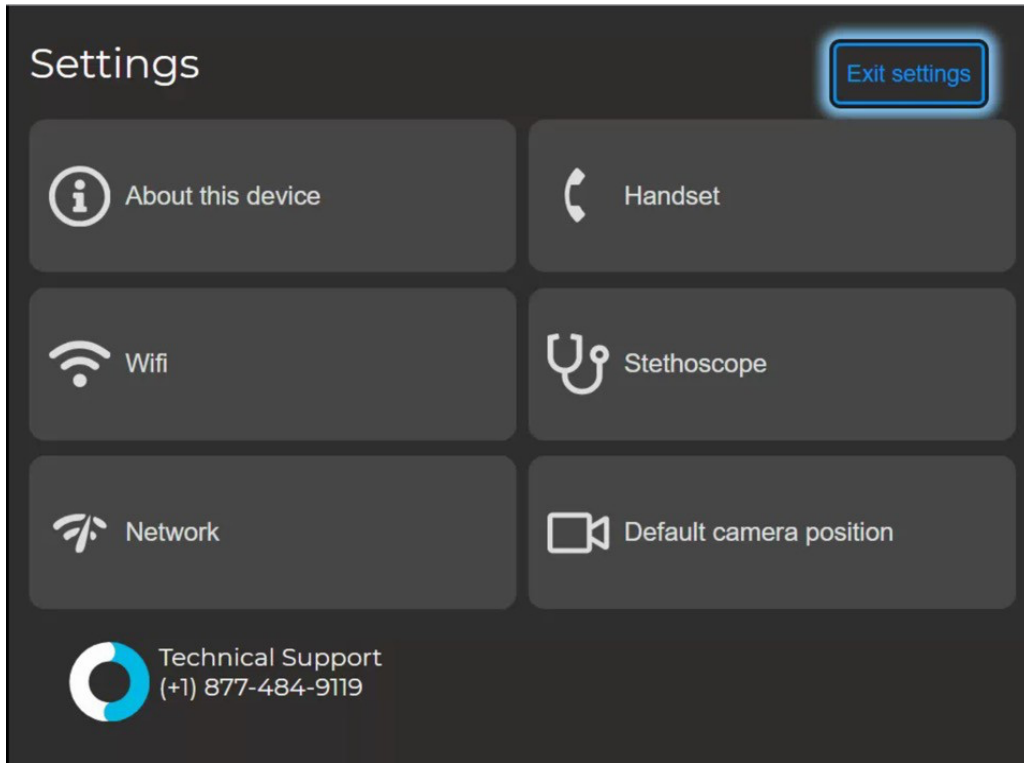 Settings
Exit settings
About this device
Handset
Wifi
Stethoscope
Network
Default camera position
Technical Support
(+1) 877-484-9119